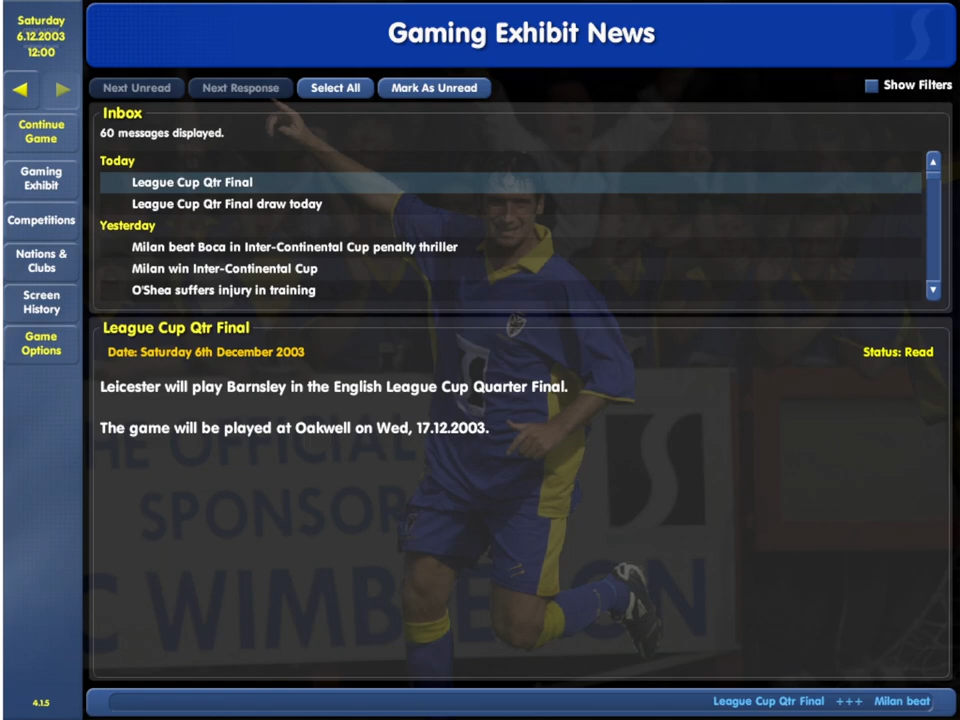 Saturday
6.12.2003
12:00
Gaming Exhibit News
Next Unread
Next Response
Select All
Mark As Unread
Show Filters
Continue
Game
Gaming
Exhibit
Competitions
Nations &
Clubs
Screen
History
Game
Options
Inbox
60 messages displayed.
Today
League Cup Qtr Final
League Cup Qtr Final draw today
Yesterday
Milan beat Boca in Inter-Continental Cup penalty thriller
Milan win Inter-Continental Cup
O'Shea suffers injury in training
League Cup Qtr Final
Date: Saturday 6th December 2003
Status: Read
Leicester will play Barnsley in the English League Cup Quarter Final.
The game will be played at Oakwell on Wed, 17.12.2003.
HE OFFICIAL
SPONSOR
C WIMB ON
4.1.5
League Cup Qtr Final +++ Milan beat